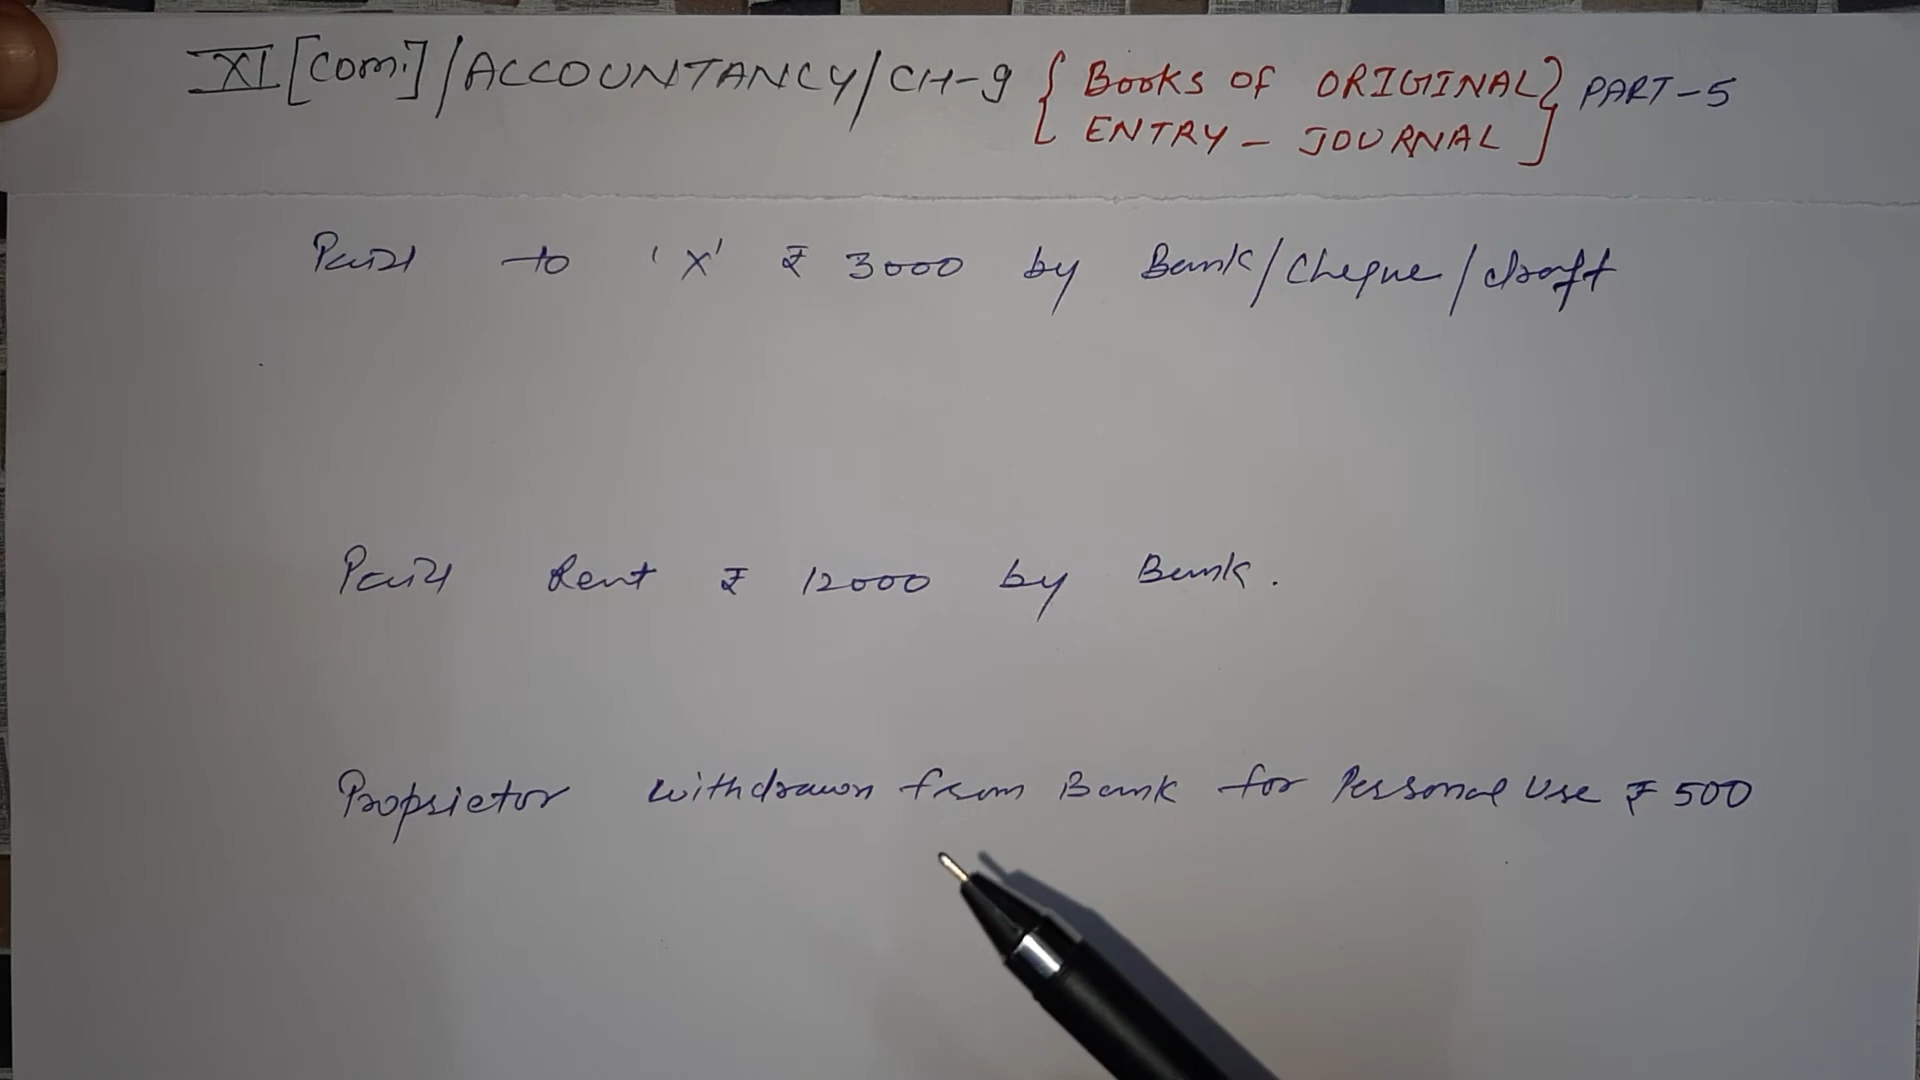 XI [Com.] / ACCOUNTANCY / CH-9 { Books of ORIGINAL ENTRY - JOURNAL } PART-5
Paid to 'X' ₹ 3000 by Bank / Cheque / draft
Paid Rent ₹ 12000 by Bank.
Proprietor withdrawn from Bank for Personal Use ₹ 500